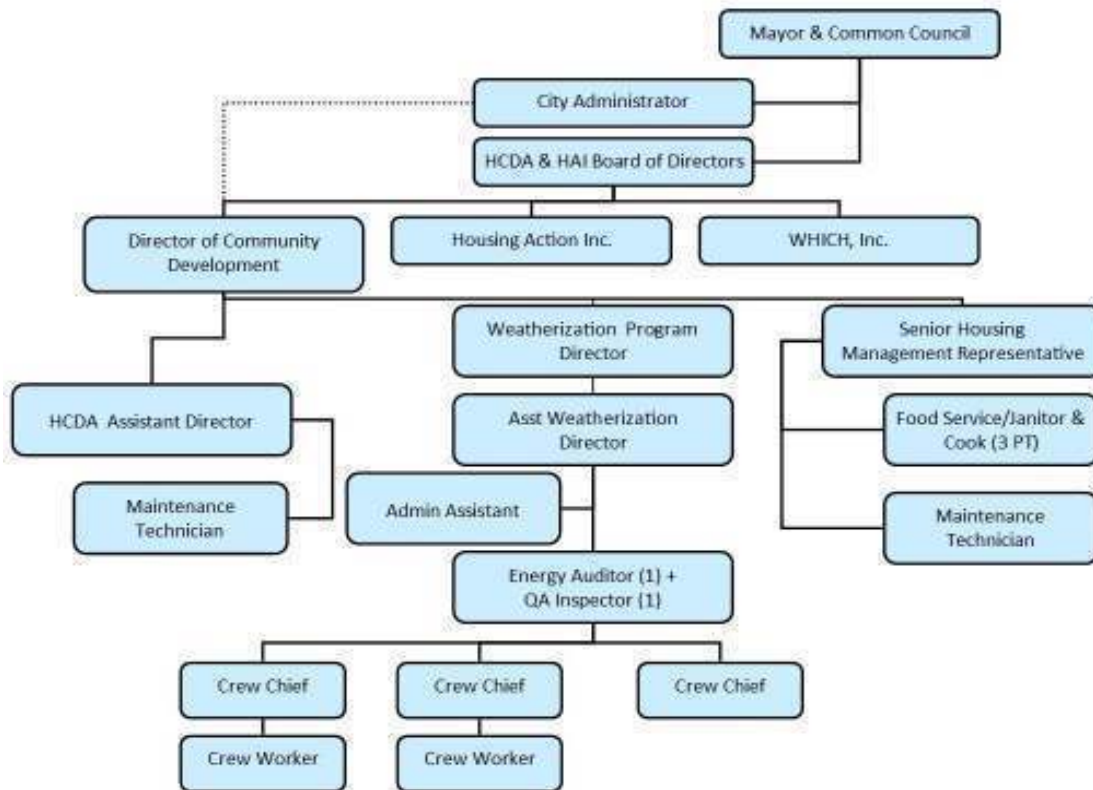 Mayor & Common Council
City Administrator
HCDA & HAI Board of Directors
Director of Community
Development
Housing Action Inc.
WHICH, Inc.
Weatherization Program
Director
Senior Housing
Management Representative
HCDA Assistant Director
Asst Weatherization
Director
Food Service/Janitor &
Cook (3 PT)
Maintenance
Technician
Admin Assistant
Maintenance
Technician
Energy Auditor (1) +
QA Inspector (1)
Crew Chief
Crew Chief
Crew Chief
Crew Worker
Crew Worker